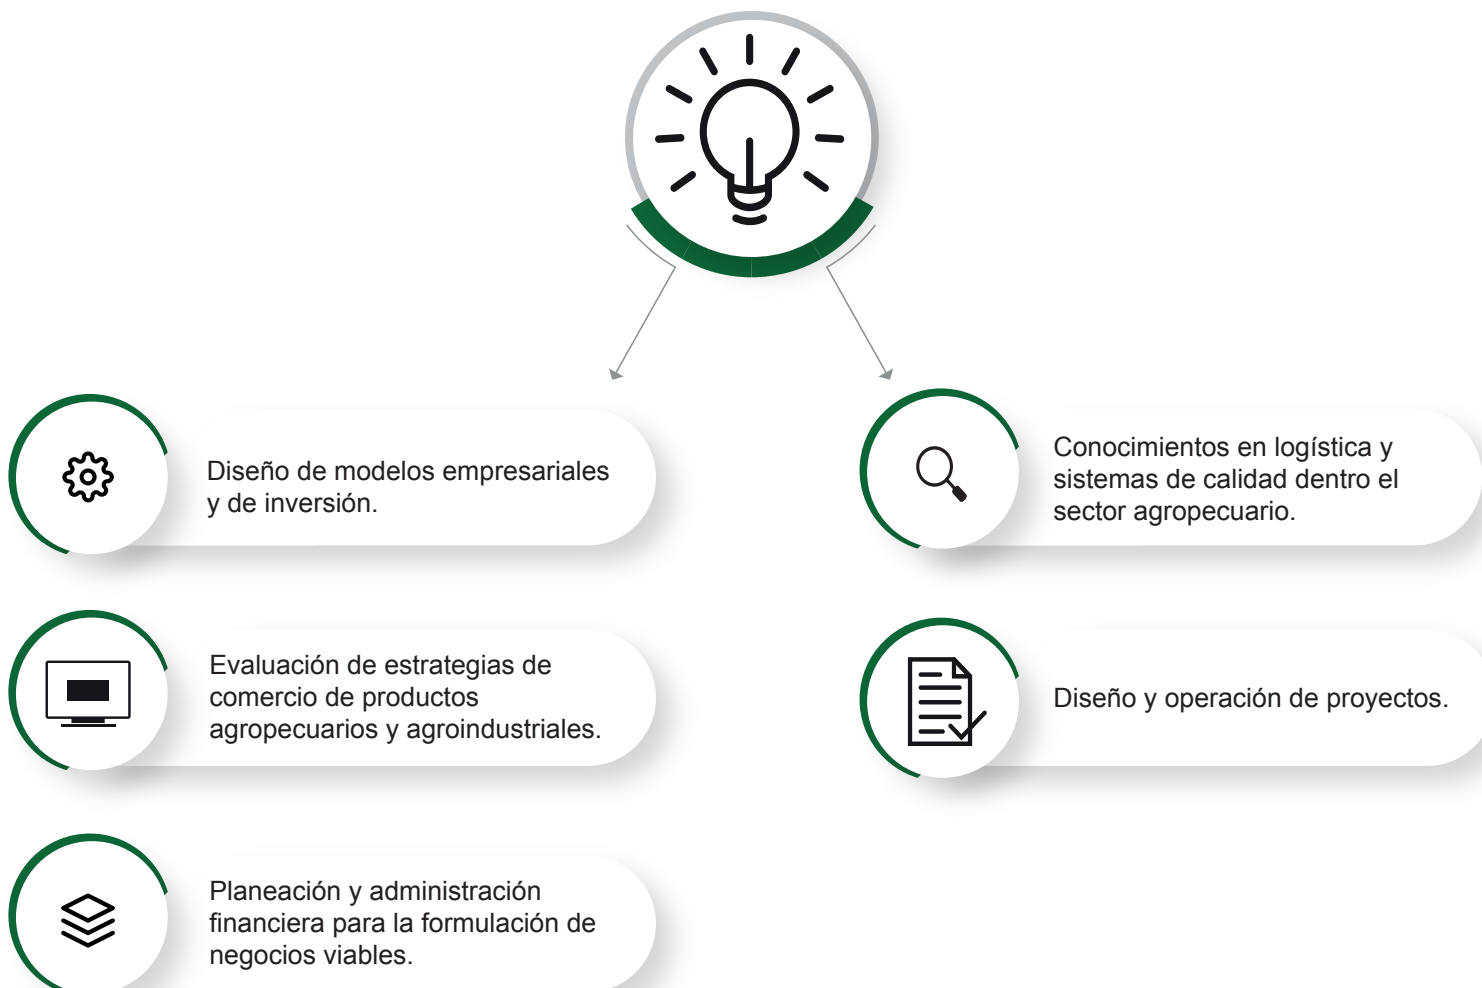 Diseño de modelos empresariales
y de inversión.
Evaluación de estrategias de
comercio de productos
agropecuarios y agroindustriales.
Planeación y administración
financiera para la formulación de
negocios viables.
Conocimientos en logística y
sistemas de calidad dentro el
sector agropecuario.
Diseño y operación de proyectos.